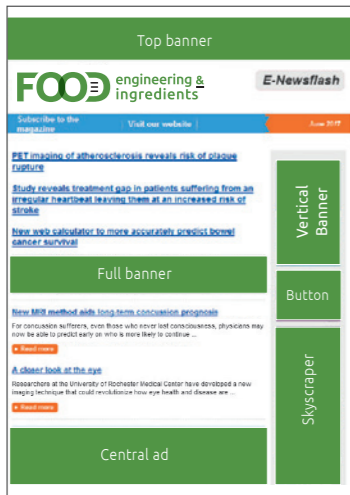 Top banner
FOOD engineering &
ingredients
E-Newsflash
Subscribe to the
magazine
Visit our website
June 2017
PET imaging of atherosclerosis reveals risk of plaque
rupture
Study reveals treatment gap in patients suffering from an
irregular heartbeat leaving them at an increased risk of
stroke
New web calculator to more accurately predict bowel
cancer survival
Vertical
Banner
Full banner
Button
New MRI method aids long-term concussion prognosis
For concussion sufferers, even those who never lost consciousness, physicians may
now be able to predict early on who is more likely to continue ...
Read more
A closer look at the eye
Researchers at the University of Rochester Medical Center have developed a new
imaging technique that could revolutionize how eye health and disease are ...
Read more
Skyscraper
Central ad